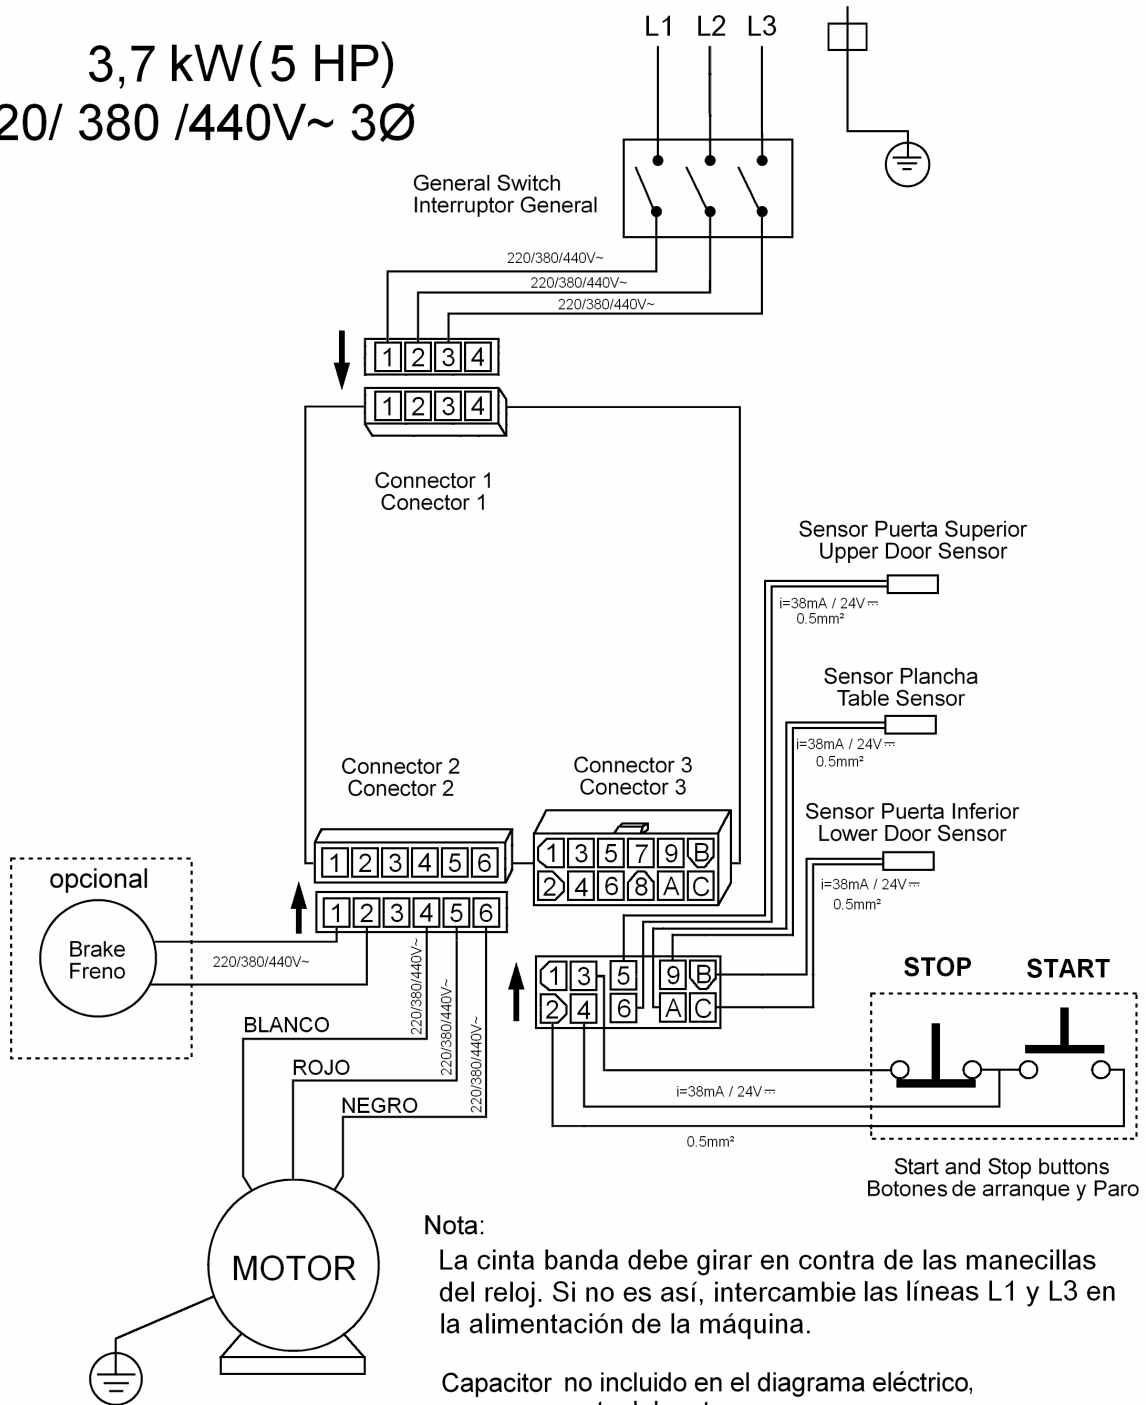 L1 L2 L3
3,7 kW(5 HP)
20/ 380 /440V~ 3Ø
General Switch
Interruptor General
220/380/440V~
220/380/440V~
220/380/440V~
1 2 3 4
1 2 3 4
Connector 1
Conector 1
Sensor Puerta Superior
Upper Door Sensor
i=38mA / 24V⎓
0.5mm²
Sensor Plancha
Table Sensor
i=38mA / 24V⎓
0.5mm²
Connector 2
Conector 2
Connector 3
Conector 3
Sensor Puerta Inferior
Lower Door Sensor
i=38mA / 24V⎓
0.5mm²
1 2 3 4 5 6
1 3 5 7 9 B
2 4 6 8 A C
opcional
1 2 3 4 5 6
Brake
Freno
220/380/440V~
220/380/440V~
220/380/440V~
220/380/440V~
1 3 5 9 B
2 4 6 A C
STOP START
BLANCO
ROJO
NEGRO
i=38mA / 24V⎓
0.5mm²
Start and Stop buttons
Botones de arranque y Paro
MOTOR
Nota:
La cinta banda debe girar en contra de las manecillas
del reloj. Si no es así, intercambie las líneas L1 y L3 en
la alimentación de la máquina.
Capacitor no incluido en el diagrama eléctrico,